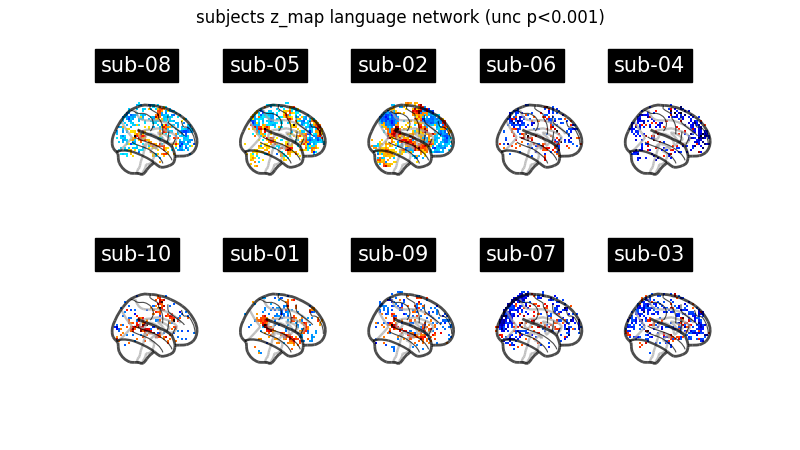 subjects z_map language network (unc p<0.001)
sub-08
sub-05
sub-02
sub-06
sub-04
sub-10
sub-01
sub-09
sub-07
sub-03